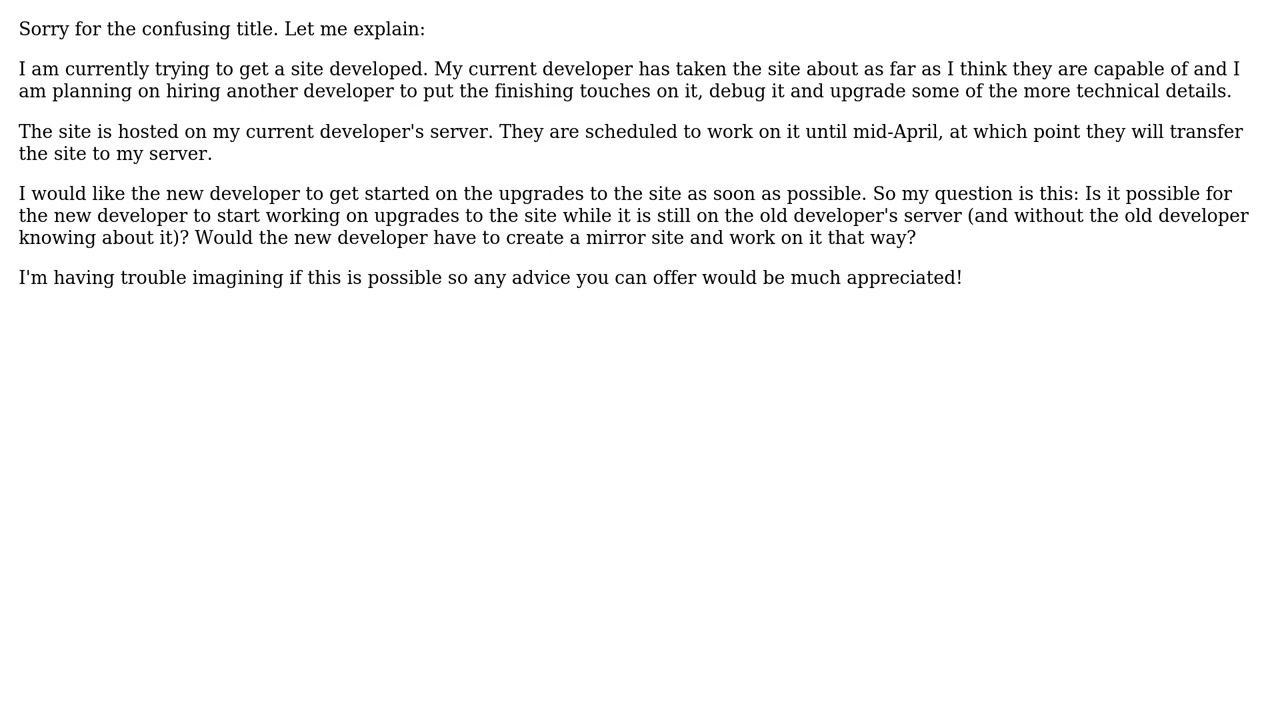 Sorry for the confusing title. Let me explain:
I am currently trying to get a site developed. My current developer has taken the site about as far as I think they are capable of and I
am planning on hiring another developer to put the finishing touches on it, debug it and upgrade some of the more technical details.
The site is hosted on my current developer's server. They are scheduled to work on it until mid-April, at which point they will transfer
the site to my server.
I would like the new developer to get started on the upgrades to the site as soon as possible. So my question is this: Is it possible for
the new developer to start working on upgrades to the site while it is still on the old developer's server (and without the old developer
knowing about it)? Would the new developer have to create a mirror site and work on it that way?
I'm having trouble imagining if this is possible so any advice you can offer would be much appreciated!